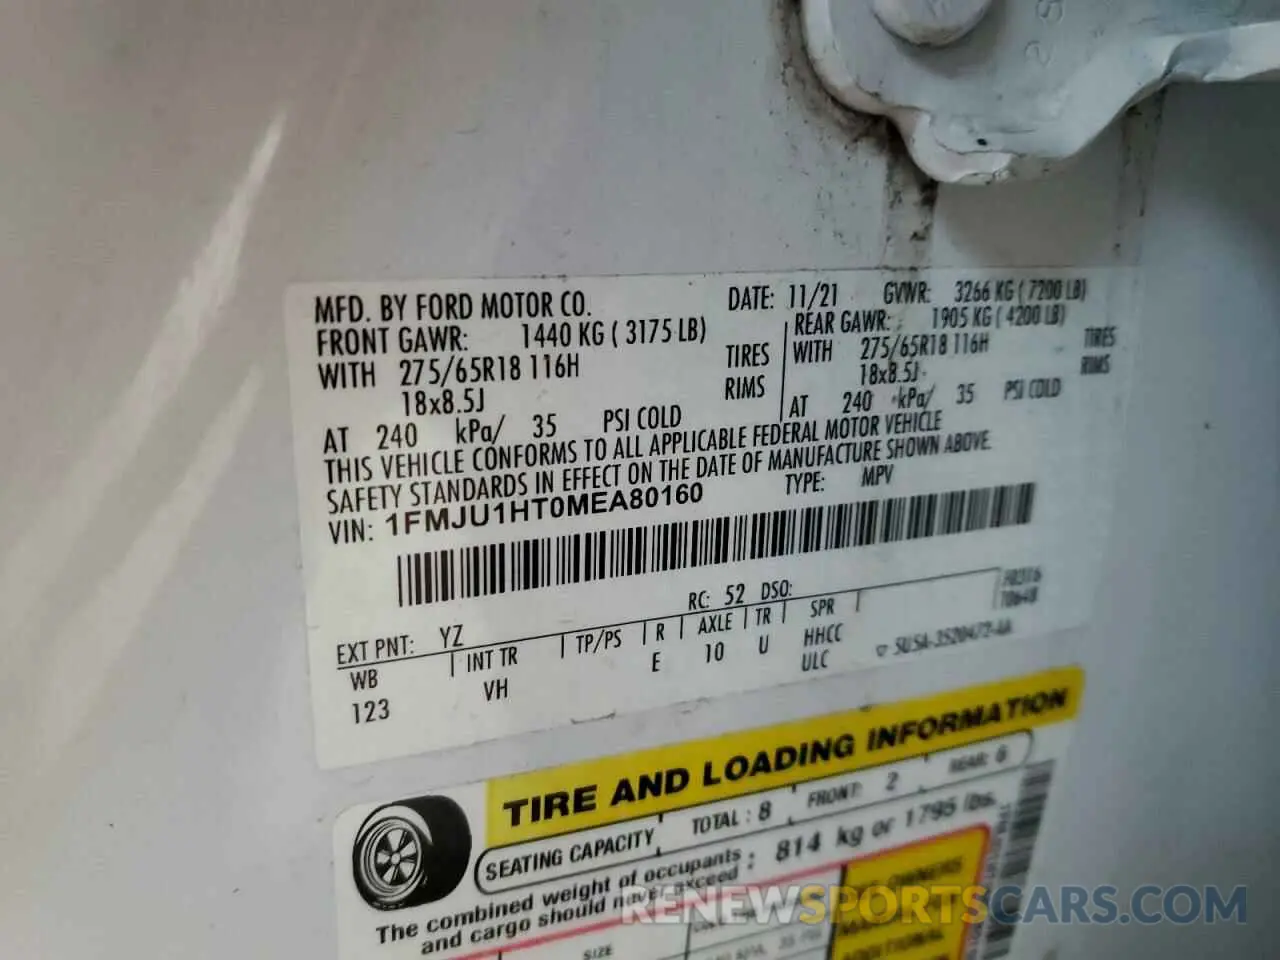 MFD. BY FORD MOTOR CO. DATE: 11/21 GVWR: 3266 KG ( 7200 LB)
FRONT GAWR: 1440 KG ( 3175 LB) REAR GAWR: 1905 KG ( 4200 LB)
WITH 275/65R18 116H TIRES WITH 275/65R18 116H TIRES
18x8.5J RIMS 18x8.5J RIMS
AT 240 kPa/ 35 PSI COLD AT 240 kPa/ 35 PSI COLD
THIS VEHICLE CONFORMS TO ALL APPLICABLE FEDERAL MOTOR VEHICLE
SAFETY STANDARDS IN EFFECT ON THE DATE OF MANUFACTURE SHOWN ABOVE.
VIN: 1FMJU1HT0MEA80160 TYPE: MPV
F0316
T0648
EXT PNT: YZ RC: 52 DSO:
WB INT TR TP/PS R AXLE TR SPR
123 VH E 10 U HHCC
ULC
TIRE AND LOADING INFORMATION
SEATING CAPACITY TOTAL : 8 FRONT: 2 REAR: 6
The combined weight of occupants : 814 kg or 1795 lbs.
and cargo should never exceed
SIZE
SEE OWNERS
ADDITIONAL
RENEWSPORTSCARS.COM